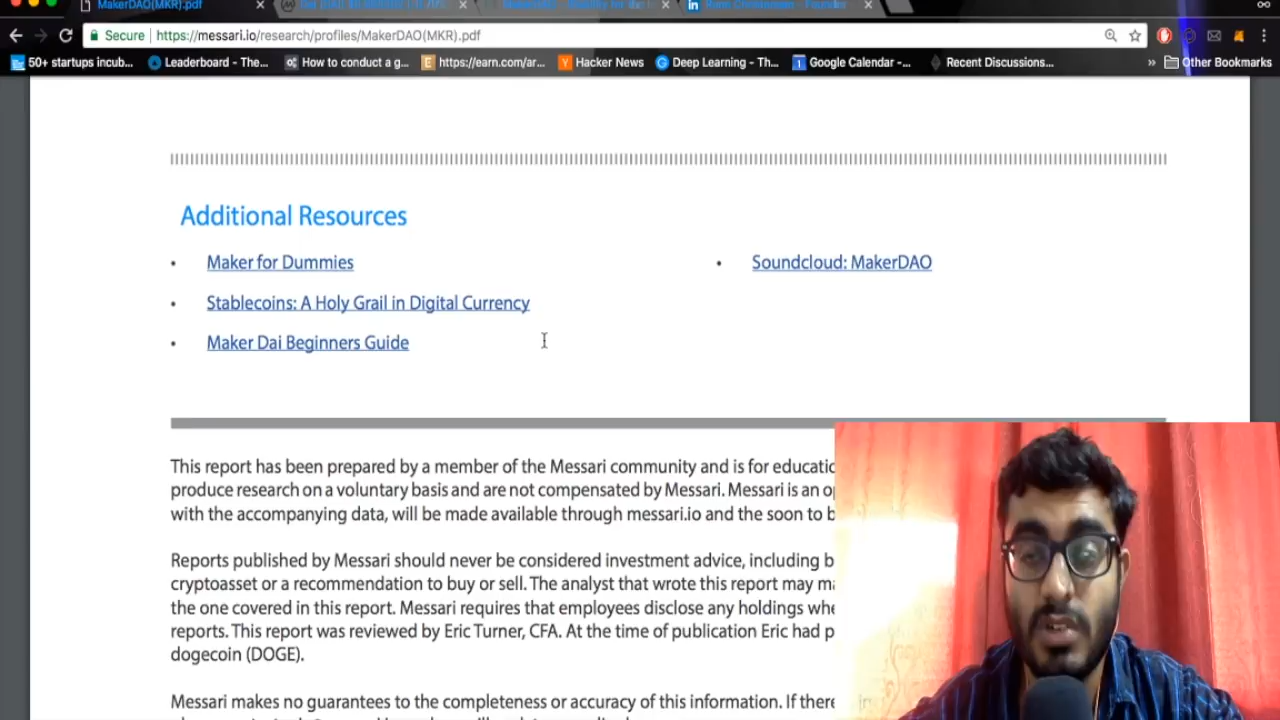 MakerDAO(MKR).pdf
Secure | https://messari.io/research/profiles/MakerDAO(MKR).pdf
50+ startups incub... Leaderboard - The... How to conduct a g... https://earn.com/ar... Hacker News Deep Learning - Th... Google Calendar -... Recent Discussions... » Other Bookmarks
Additional Resources
• Maker for Dummies
• Soundcloud: MakerDAO
• Stablecoins: A Holy Grail in Digital Currency
• Maker Dai Beginners Guide
This report has been prepared by a member of the Messari community and is for educatio
produce research on a voluntary basis and are not compensated by Messari. Messari is an op
with the accompanying data, will be made available through messari.io and the soon to b
Reports published by Messari should never be considered investment advice, including b
cryptoasset or a recommendation to buy or sell. The analyst that wrote this report may ma
the one covered in this report. Messari requires that employees disclose any holdings whe
reports. This report was reviewed by Eric Turner, CFA. At the time of publication Eric had p
dogecoin (DOGE).
Messari makes no guarantees to the completeness or accuracy of this information. If there